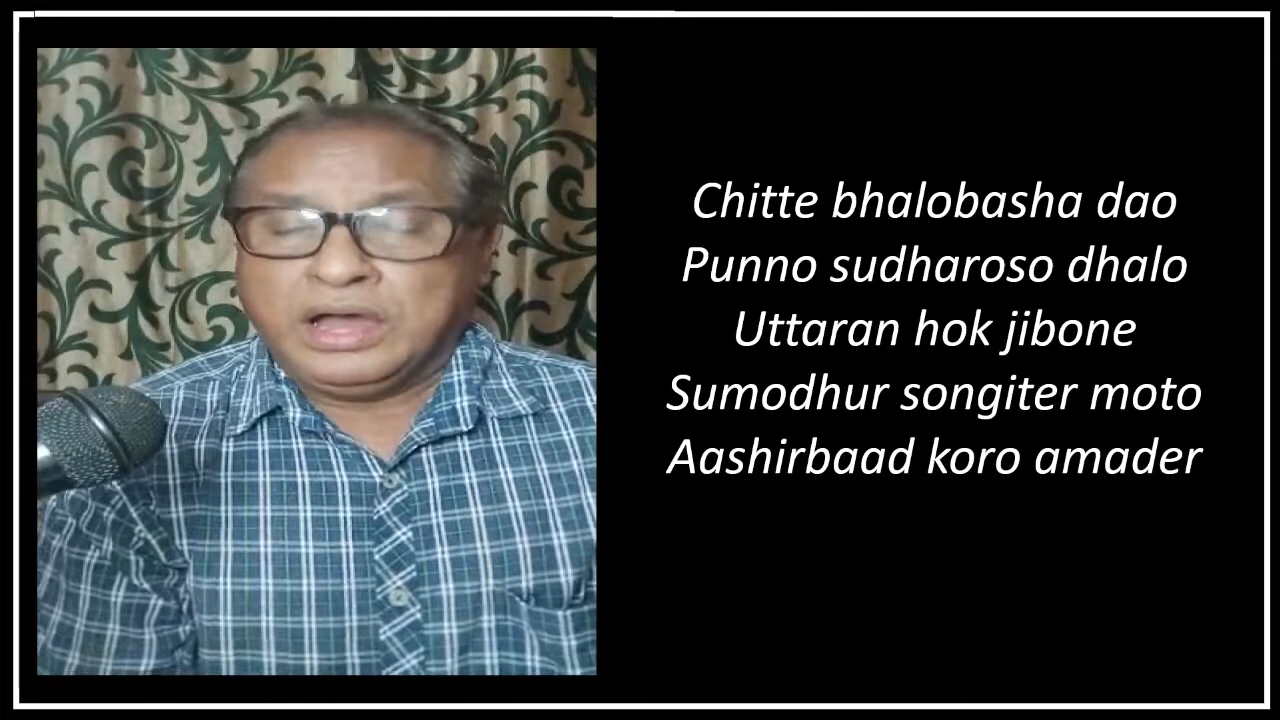 Chitte bhalobasha dao
Punno sudharoso dhalo
Uttaran hok jibone
Sumodhur songiter moto
Aashirbaad koro amader